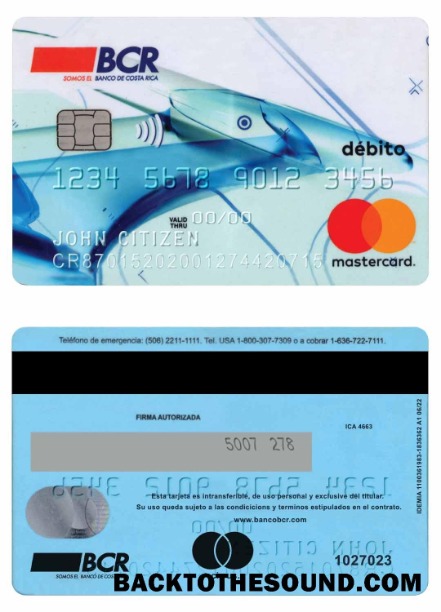 BCR
SOMOS EL BANCO DE COSTA RICA
débito
1234 5678 9012 3456
VALID THRU 00/00
JOHN CITIZEN
CR87015202001274420715
mastercard.
Teléfono de emergencia: (506) 2211-1111. Tel. USA 1-800-307-7309 o a cobrar 1-636-722-7111.
FIRMA AUTORIZADA
ICA 4663
5007 278
Esta tarjeta es intransferible, de uso personal y exclusivo del titular.
Su uso queda sujeto a las condiciciones y terminos estipulados en el contrato.
www.bancobcr.com
IDEMIA 1180361983-1836362 A1 06/22
BCR
SOMOS EL BANCO DE COSTA RICA
1027023
BACKTOTHESOUND.COM